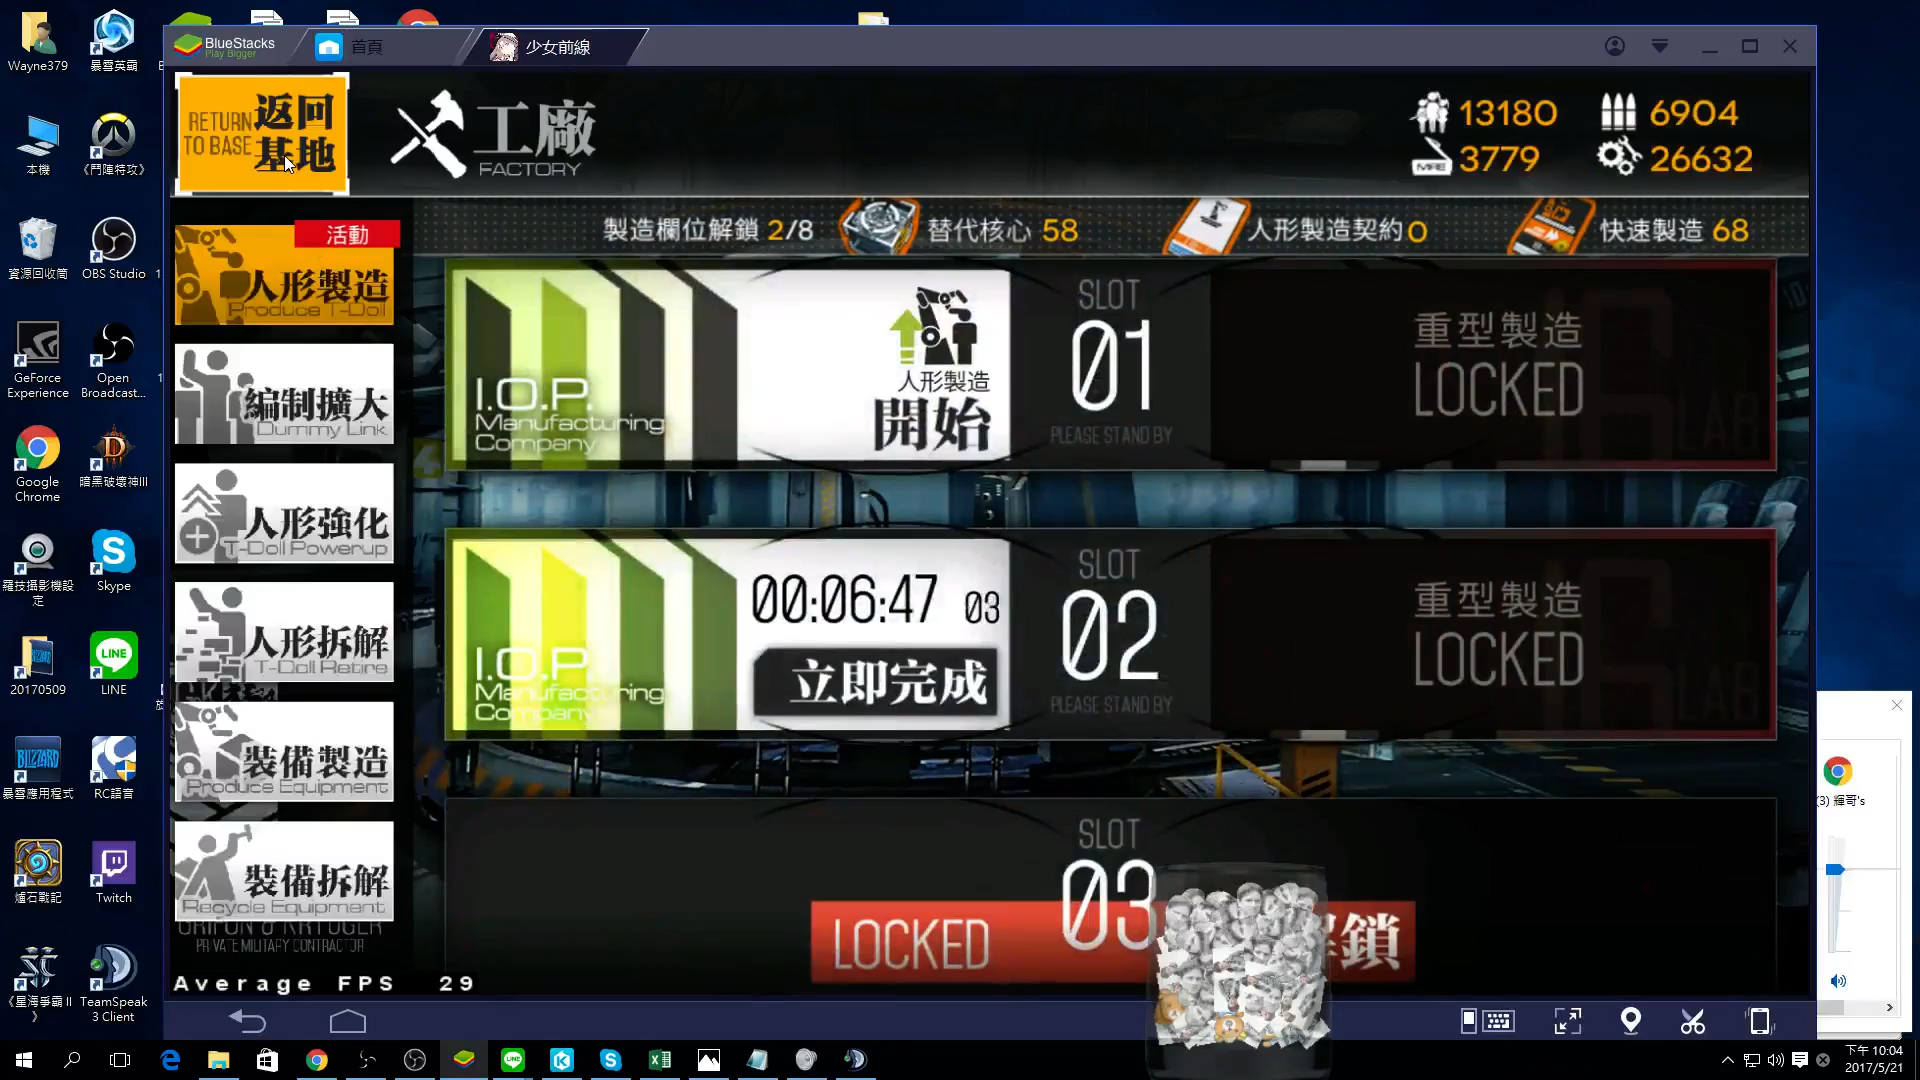 BlueStacks
Play Bigger
首頁
少女前線
RETURN
TO BASE
返回
基地
工廠
FACTORY
13180
6904
3779
26632
製造欄位解鎖 2/8
替代核心 58
人形製造契約 0
快速製造 68
活動
人形製造
Produce T-Doll
編制擴大
Dummy Link
人形強化
T-Doll Powerup
人形拆解
T-Doll Retire
裝備製造
Produce Equipment
裝備拆解
Recycle Equipment
GRIFON & KRYUGER
PRIVATE MILITARY CONTRACTOR
I.O.P.
Manufacturing
Company
人形製造
開始
SLOT
01
PLEASE STAND BY
重型製造
LOCKED
I.O.P.
Manufacturing
Company
00:06:47 03
立即完成
SLOT
02
PLEASE STAND BY
重型製造
LOCKED
SLOT
03
LOCKED
鎖
Average FPS 29
Wayne379
暴雪英霸
本機
《鬥陣特攻》
資源回收筒
OBS Studio
GeForce
Experience
Open
Broadcast...
Google
Chrome
暗黑破壞神III
羅技攝影機設
定
Skype
20170509
LINE
暴雪應用程式
RC語音
爐石戰記
Twitch
《星海爭霸 II
》
TeamSpeak
3 Client
(3) 輝哥's
下午 10:04
2017/5/21